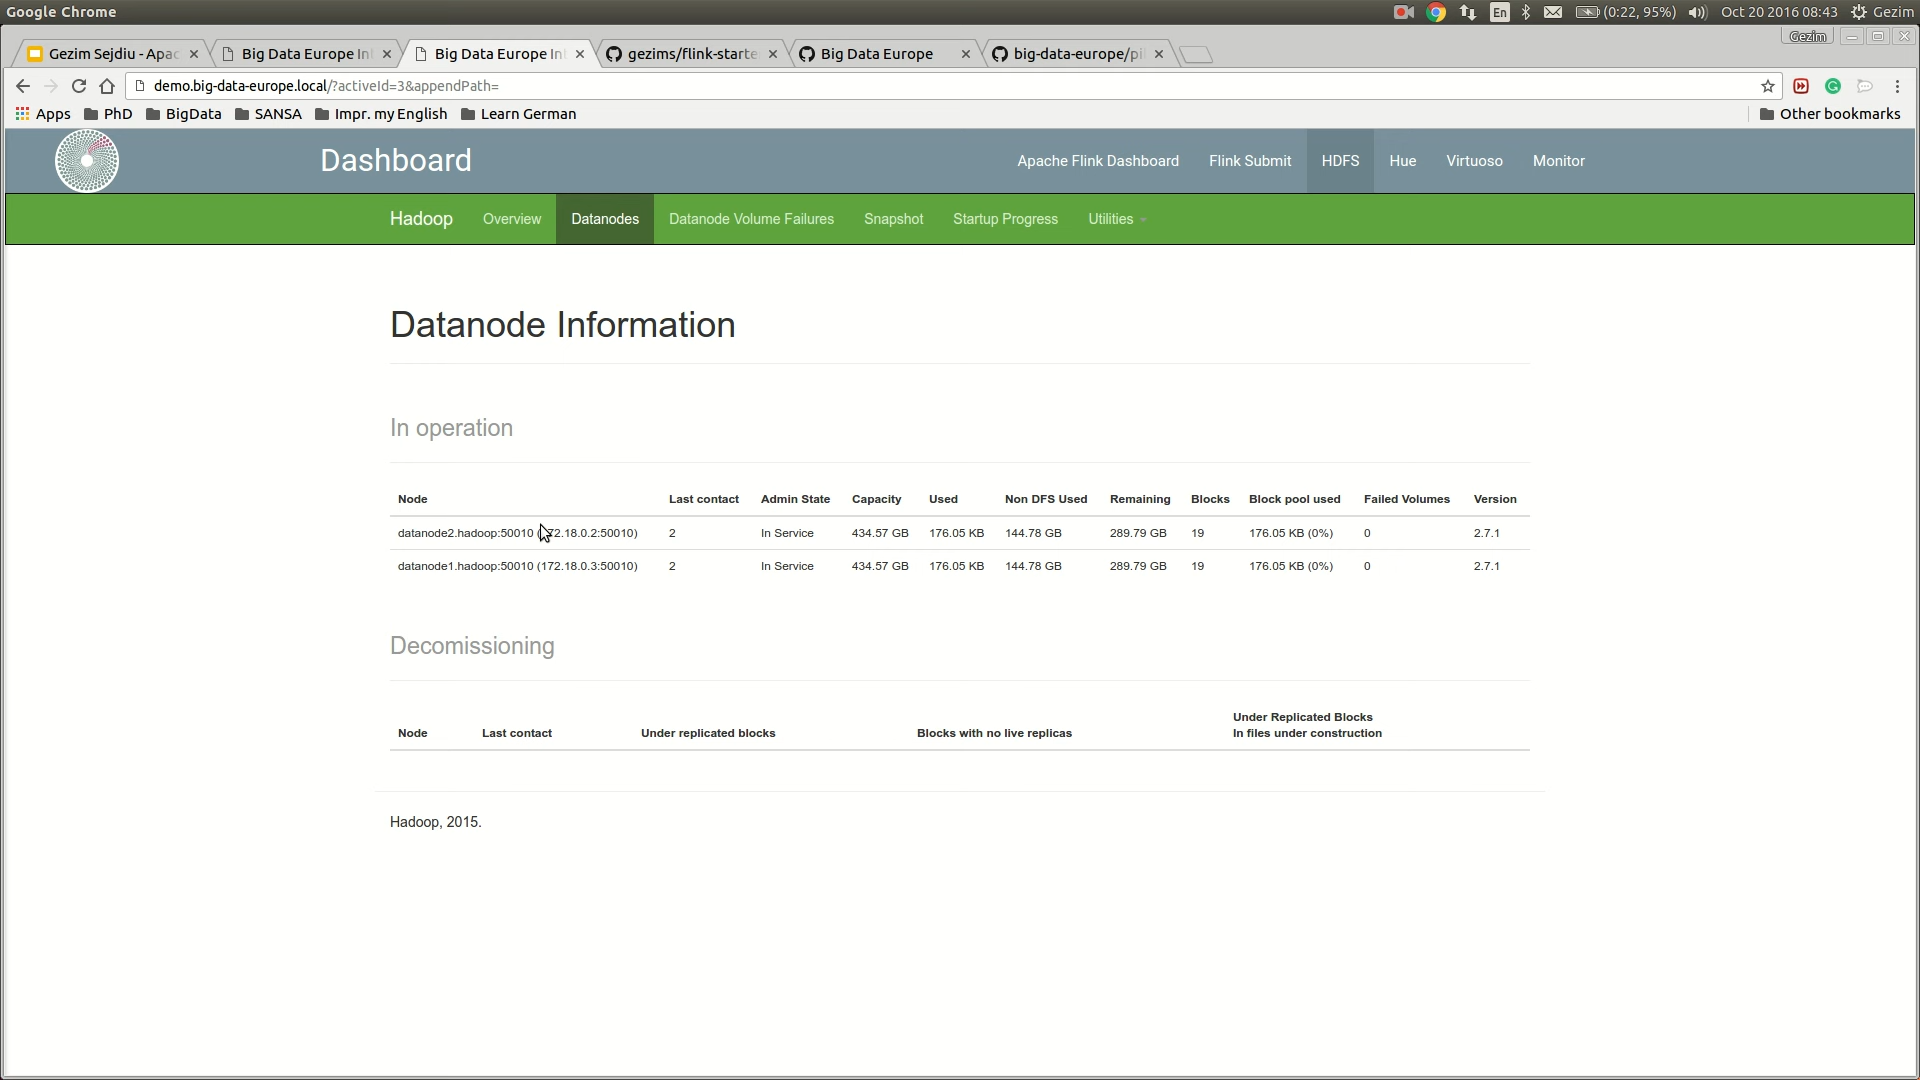 Google Chrome
En
(0:22, 95%)
Oct 20 2016 08:43
Gezim
Gezim
Gezim Sejdiu - Apac
Big Data Europe Int
Big Data Europe Int
gezims/flink-starte
Big Data Europe
big-data-europe/pi
demo.big-data-europe.local/?activeId=3&appendPath=
Apps
PhD
BigData
SANSA
Impr. my English
Learn German
Other bookmarks
Dashboard
Apache Flink Dashboard
Flink Submit
HDFS
Hue
Virtuoso
Monitor
Hadoop
Overview
Datanodes
Datanode Volume Failures
Snapshot
Startup Progress
Utilities
Datanode Information
In operation
Node Last contact Admin State Capacity Used Non DFS Used Remaining Blocks Block pool used Failed Volumes Version
datanode2.hadoop:50010 (172.18.0.2:50010) 2 In Service 434.57 GB 176.05 KB 144.78 GB 289.79 GB 19 176.05 KB (0%) 0 2.7.1
datanode1.hadoop:50010 (172.18.0.3:50010) 2 In Service 434.57 GB 176.05 KB 144.78 GB 289.79 GB 19 176.05 KB (0%) 0 2.7.1
Decomissioning
Node Last contact Under replicated blocks Blocks with no live replicas Under Replicated Blocks
In files under construction
Hadoop, 2015.